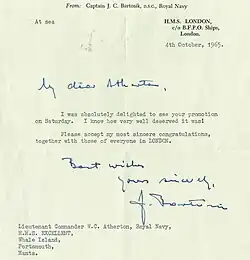 From: Captain J. C. Bartosik, D.S.C., Royal Navy
At sea
H.M.S. LONDON,
c/o B.F.P.O. Ships,
London.
4th October, 1965.
My dear Atherton,
I was absolutely delighted to see your promotion
on Saturday. I know how very well deserved it was!
Please accept my most sincere congratulations,
together with those of everyone in LONDON.
Best wishes
Yours sincerely,
J. Bartosik
Lieutenant Commander W.C. Atherton, Royal Navy,
H.M.S. EXCELLENT,
Whale Island,
Portsmouth,
Hants.